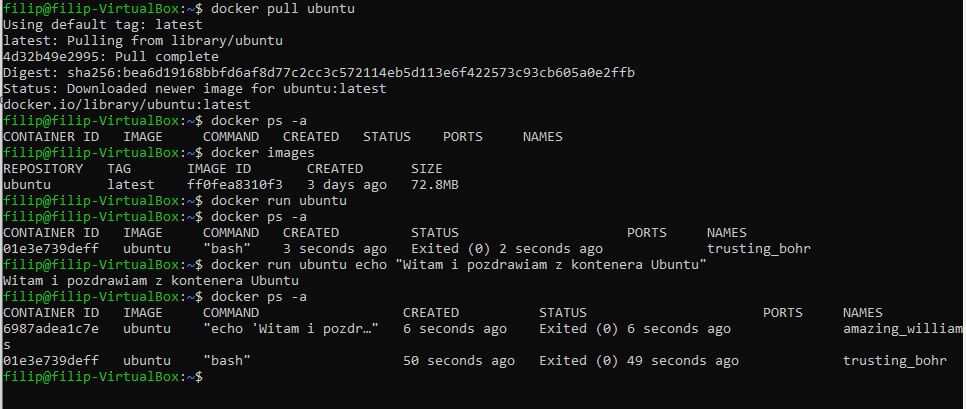 filip@filip-VirtualBox:~$ docker pull ubuntu
Using default tag: latest
latest: Pulling from library/ubuntu
4d32b49e2995: Pull complete
Digest: sha256:bea6d19168bbfd6af8d77c2cc3c572114eb5d113e6f422573c93cb605a0e2ffb
Status: Downloaded newer image for ubuntu:latest
docker.io/library/ubuntu:latest
filip@filip-VirtualBox:~$ docker ps -a
CONTAINER ID   IMAGE     COMMAND   CREATED   STATUS    PORTS     NAMES
filip@filip-VirtualBox:~$ docker images
REPOSITORY   TAG       IMAGE ID       CREATED      SIZE
ubuntu       latest    ff0fea8310f3   3 days ago   72.8MB
filip@filip-VirtualBox:~$ docker run ubuntu
filip@filip-VirtualBox:~$ docker ps -a
CONTAINER ID   IMAGE     COMMAND   CREATED         STATUS                     PORTS     NAMES
01e3e739deff   ubuntu    "bash"    3 seconds ago   Exited (0) 2 seconds ago             trusting_bohr
filip@filip-VirtualBox:~$ docker run ubuntu echo "Witam i pozdrawiam z kontenera Ubuntu"
Witam i pozdrawiam z kontenera Ubuntu
filip@filip-VirtualBox:~$ docker ps -a
CONTAINER ID   IMAGE     COMMAND                  CREATED          STATUS                      PORTS     NAMES
6987adea1c7e   ubuntu    "echo 'Witam i pozdr…"   6 seconds ago    Exited (0) 6 seconds ago              amazing_william
s
01e3e739deff   ubuntu    "bash"                   50 seconds ago   Exited (0) 49 seconds ago             trusting_bohr
filip@filip-VirtualBox:~$